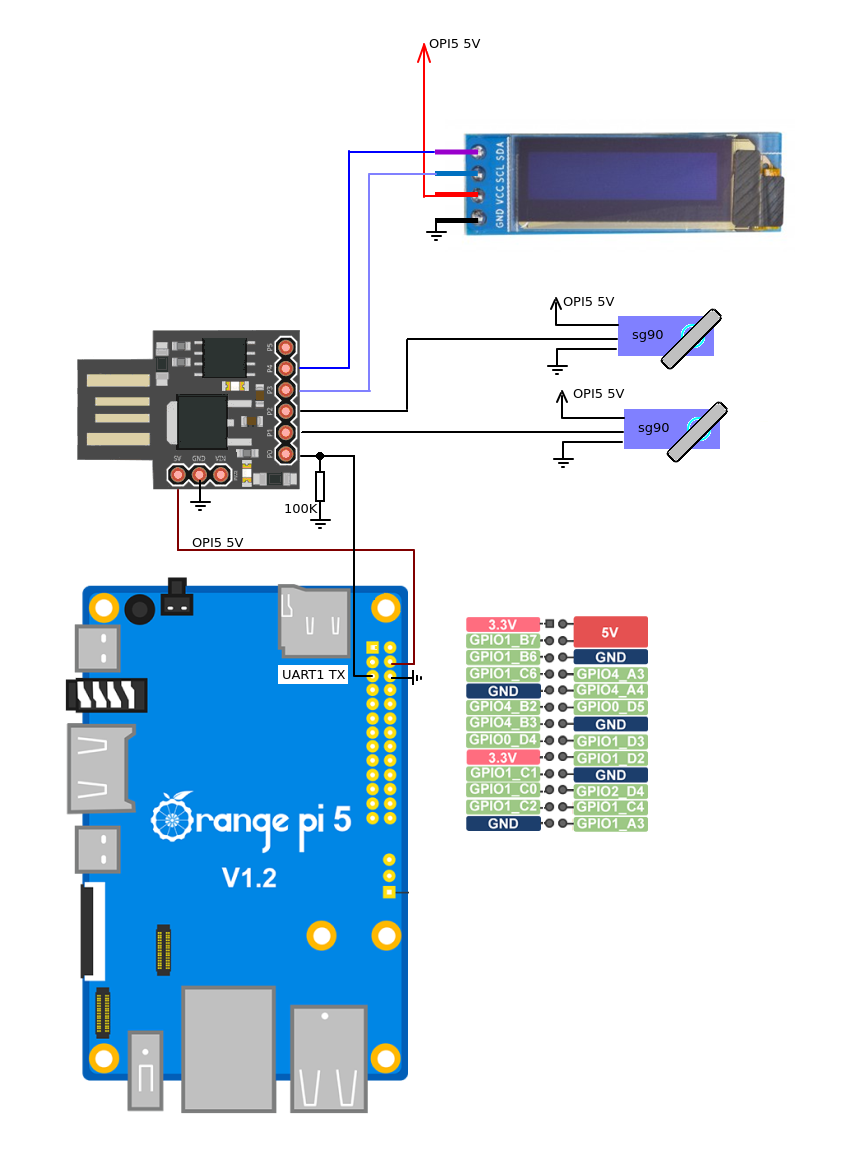 OPI5 5V
SDA
SCL
VCC
GND
OPI5 5V
sg90
OPI5 5V
sg90
P5
P4
P3
P2
P1
P0
5V GND VIN
100K
OPI5 5V
UART1 TX
3.3V 5V
GPIO1_B7
GPIO1_B6 GND
GPIO1_C6 GPIO4_A3
GND GPIO4_A4
GPIO4_B2 GPIO0_D5
GPIO4_B3 GND
GPIO0_D4 GPIO1_D3
3.3V GPIO1_D2
GPIO1_C1 GND
GPIO1_C0 GPIO2_D4
GPIO1_C2 GPIO1_C4
GND GPIO1_A3
Orange pi 5
V1.2